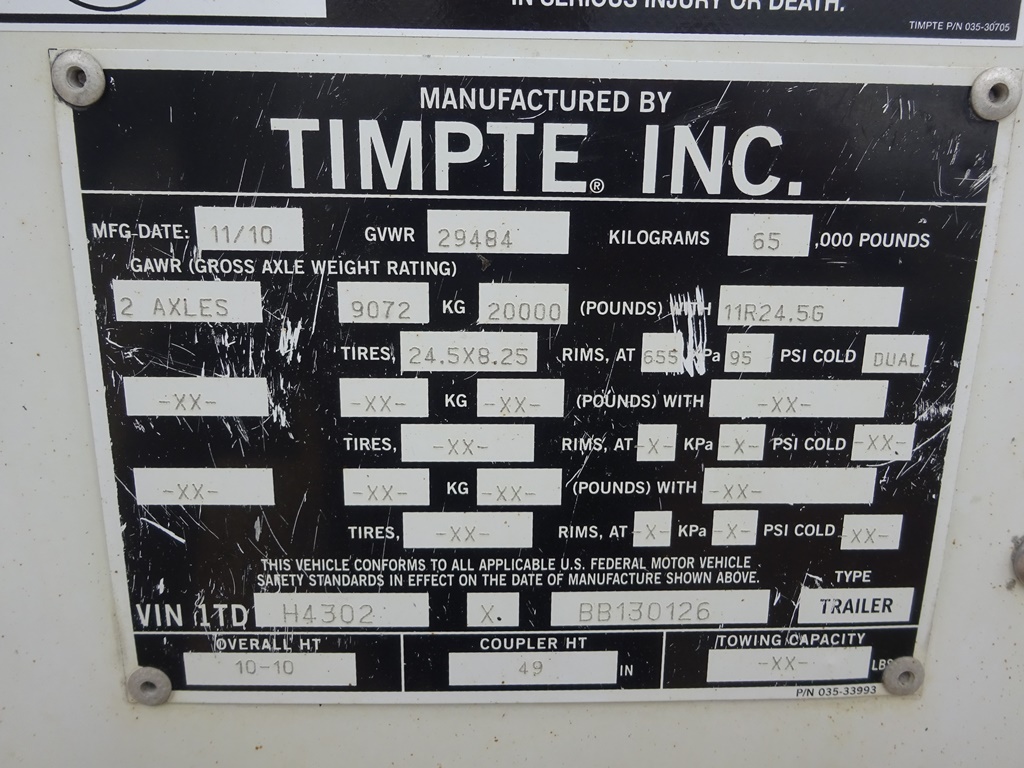 IN SERIOUS INJURY OR DEATH.
TIMPTE P/N 035-30705
MANUFACTURED BY
TIMPTE® INC.
MFG DATE: 11/10 GVWR 29484 KILOGRAMS 65 ,000 POUNDS
GAWR (GROSS AXLE WEIGHT RATING)
2 AXLES 9072 KG 20000 (POUNDS) WITH 11R24.5G
TIRES, 24.5X8.25 RIMS, AT 655 KPa 95 PSI COLD DUAL
-XX- -XX- KG -XX- (POUNDS) WITH -XX-
TIRES, -XX- RIMS, AT -X- KPa -X- PSI COLD -XX-
-XX- -XX- KG -XX- (POUNDS) WITH -XX-
TIRES, -XX- RIMS, AT -X- KPa -X- PSI COLD -XX-
THIS VEHICLE CONFORMS TO ALL APPLICABLE U.S. FEDERAL MOTOR VEHICLE
SAFETY STANDARDS IN EFFECT ON THE DATE OF MANUFACTURE SHOWN ABOVE.
TYPE
VIN 1TD H4302 X. BB130126 TRAILER
OVERALL HT COUPLER HT TOWING CAPACITY
10-10 49 IN -XX- LBS
P/N 035-33993